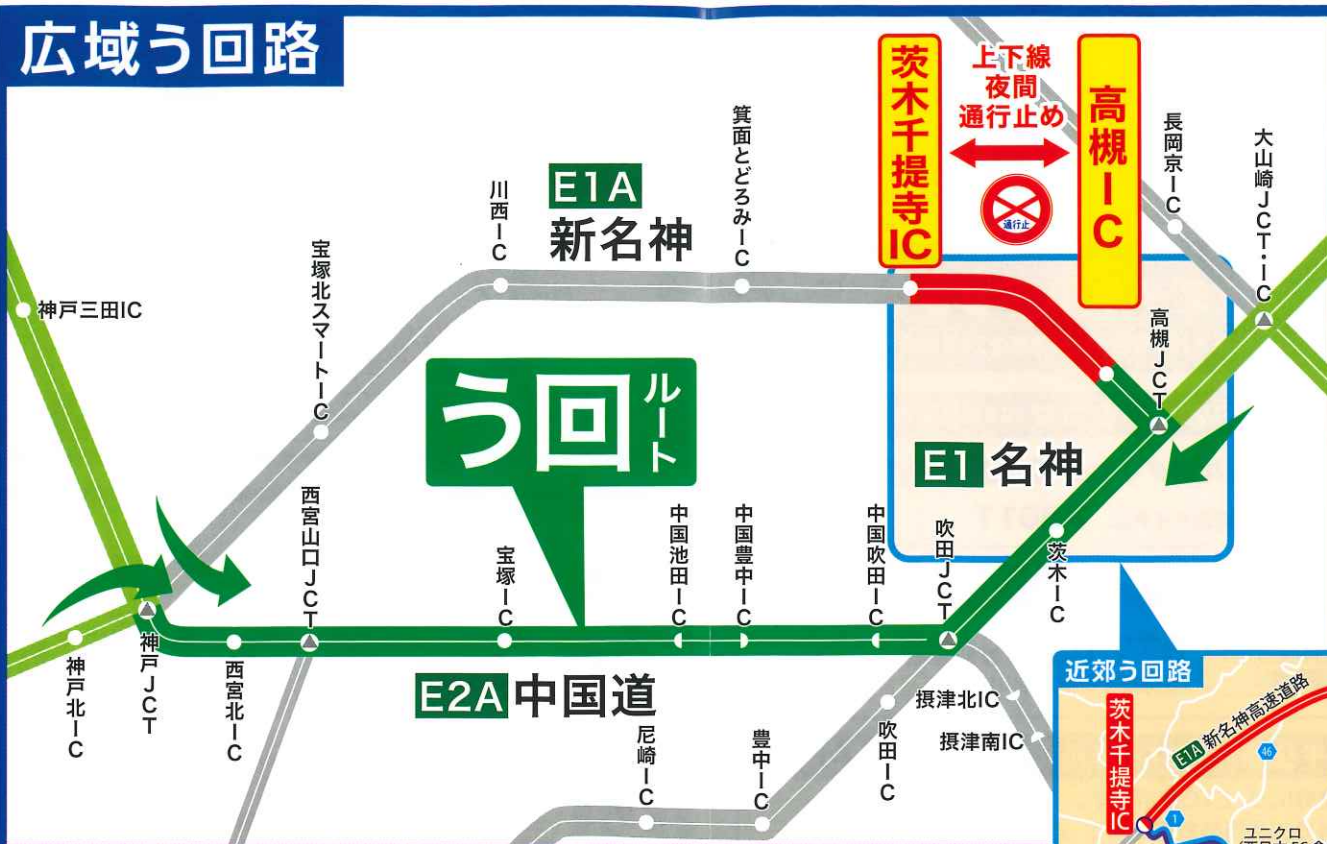 広域う回路
茨木千提寺IC
上下線
夜間
通行止め
高槻IC
通行止
長岡京IC
大山崎JCT・IC
箕面とどろみIC
E1A
新名神
川西IC
宝塚北スマートIC
神戸三田IC
高槻JCT
う回ルート
E1 名神
西宮山口JCT
宝塚IC
中国池田IC
中国豊中IC
中国吹田IC
吹田JCT
茨木IC
神戸北IC
神戸JCT
西宮北IC
E2A 中国道
尼崎IC
豊中IC
吹田IC
摂津北IC
摂津南IC
近郊う回路
茨木千提寺IC
E1A 新名神高速道路
46
1
ユニクロ